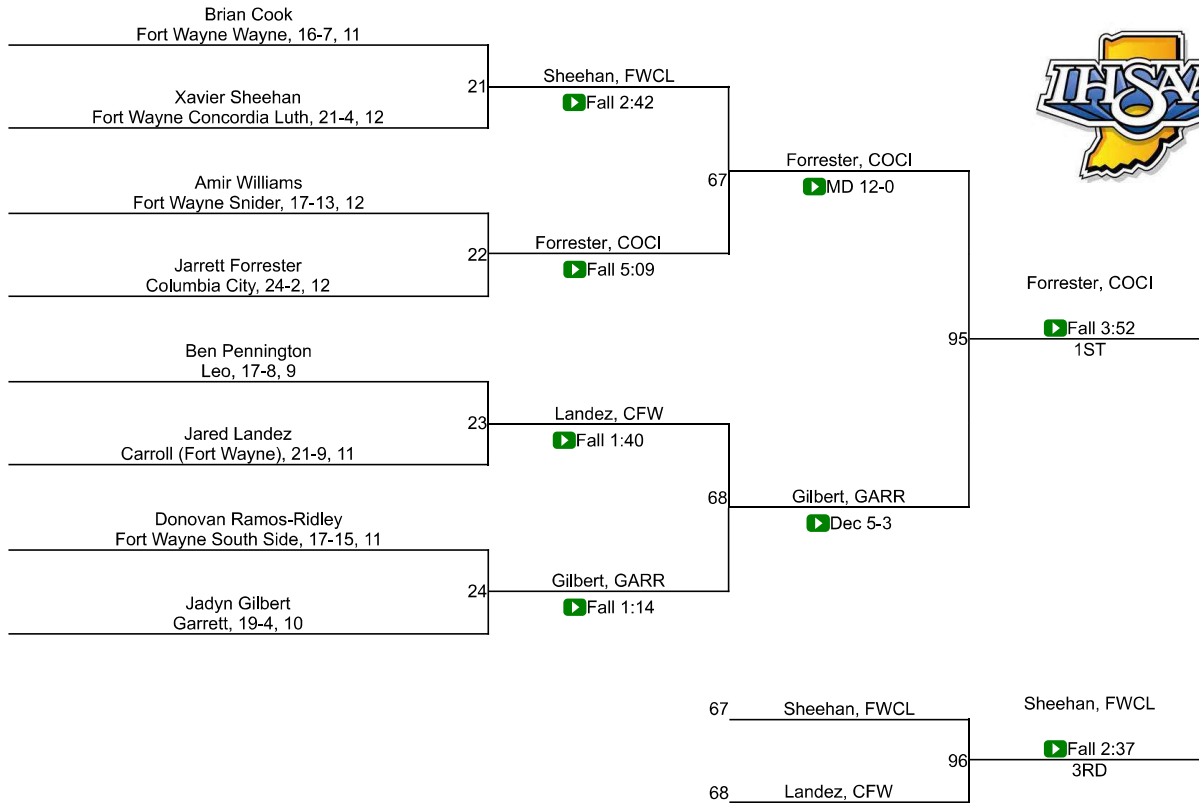 Brian Cook
Fort Wayne Wayne, 16-7, 11
21
Sheehan, FWCL
Fall 2:42
Xavier Sheehan
Fort Wayne Concordia Luth, 21-4, 12
67
Forrester, COCI
MD 12-0
Amir Williams
Fort Wayne Snider, 17-13, 12
22
Forrester, COCI
Fall 5:09
Jarrett Forrester
Columbia City, 24-2, 12
95
Forrester, COCI
Fall 3:52
1ST
Ben Pennington
Leo, 17-8, 9
23
Landez, CFW
Fall 1:40
Jared Landez
Carroll (Fort Wayne), 21-9, 11
68
Gilbert, GARR
Dec 5-3
Donovan Ramos-Ridley
Fort Wayne South Side, 17-15, 11
24
Gilbert, GARR
Fall 1:14
Jadyn Gilbert
Garrett, 19-4, 10
67 Sheehan, FWCL
96
Sheehan, FWCL
Fall 2:37
3RD
68 Landez, CFW
IHSAA